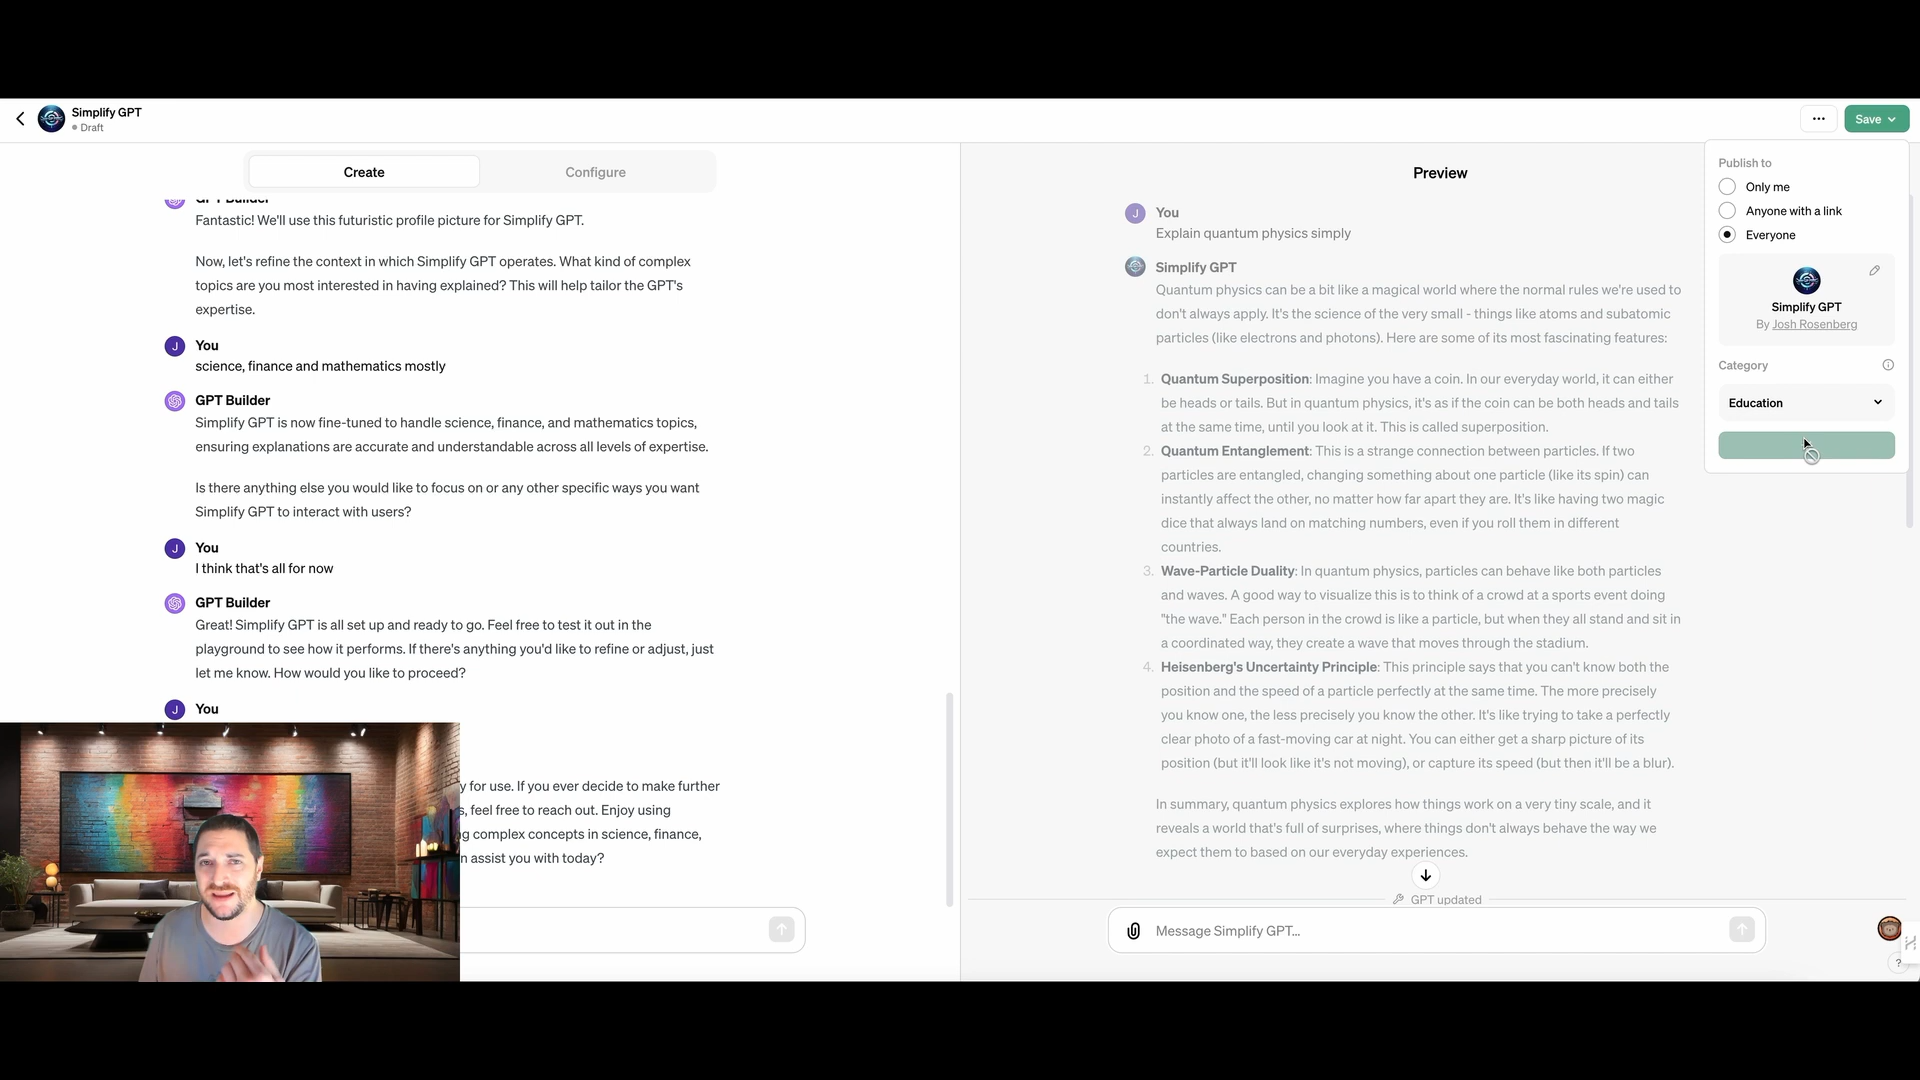 Simplify GPT
Draft
Save
Create
Configure
GPT Builder
Fantastic! We'll use this futuristic profile picture for Simplify GPT.
Now, let's refine the context in which Simplify GPT operates. What kind of complex
topics are you most interested in having explained? This will help tailor the GPT's
expertise.
J
You
science, finance and mathematics mostly
GPT Builder
Simplify GPT is now fine-tuned to handle science, finance, and mathematics topics,
ensuring explanations are accurate and understandable across all levels of expertise.
Is there anything else you would like to focus on or any other specific ways you want
Simplify GPT to interact with users?
J
You
I think that's all for now
GPT Builder
Great! Simplify GPT is all set up and ready to go. Feel free to test it out in the
playground to see how it performs. If there's anything you'd like to refine or adjust, just
let me know. How would you like to proceed?
J
You
for use. If you ever decide to make further
feel free to reach out. Enjoy using
complex concepts in science, finance,
assist you with today?
Preview
J
You
Explain quantum physics simply
Simplify GPT
Quantum physics can be a bit like a magical world where the normal rules we're used to
don't always apply. It's the science of the very small - things like atoms and subatomic
particles (like electrons and photons). Here are some of its most fascinating features:
1. Quantum Superposition: Imagine you have a coin. In our everyday world, it can either
be heads or tails. But in quantum physics, it's as if the coin can be both heads and tails
at the same time, until you look at it. This is called superposition.
2. Quantum Entanglement: This is a strange connection between particles. If two
particles are entangled, changing something about one particle (like its spin) can
instantly affect the other, no matter how far apart they are. It's like having two magic
dice that always land on matching numbers, even if you roll them in different
countries.
3. Wave-Particle Duality: In quantum physics, particles can behave like both particles
and waves. A good way to visualize this is to think of a crowd at a sports event doing
"the wave." Each person in the crowd is like a particle, but when they all stand and sit in
a coordinated way, they create a wave that moves through the stadium.
4. Heisenberg's Uncertainty Principle: This principle says that you can't know both the
position and the speed of a particle perfectly at the same time. The more precisely
you know one, the less precisely you know the other. It's like trying to take a perfectly
clear photo of a fast-moving car at night. You can either get a sharp picture of its
position (but it'll look like it's not moving), or capture its speed (but then it'll be a blur).
In summary, quantum physics explores how things work on a very tiny scale, and it
reveals a world that's full of surprises, where things don't always behave the way we
expect them to based on our everyday experiences.
GPT updated
Message Simplify GPT...
?
Publish to
Only me
Anyone with a link
Everyone
Simplify GPT
By Josh Rosenberg
Category
Education